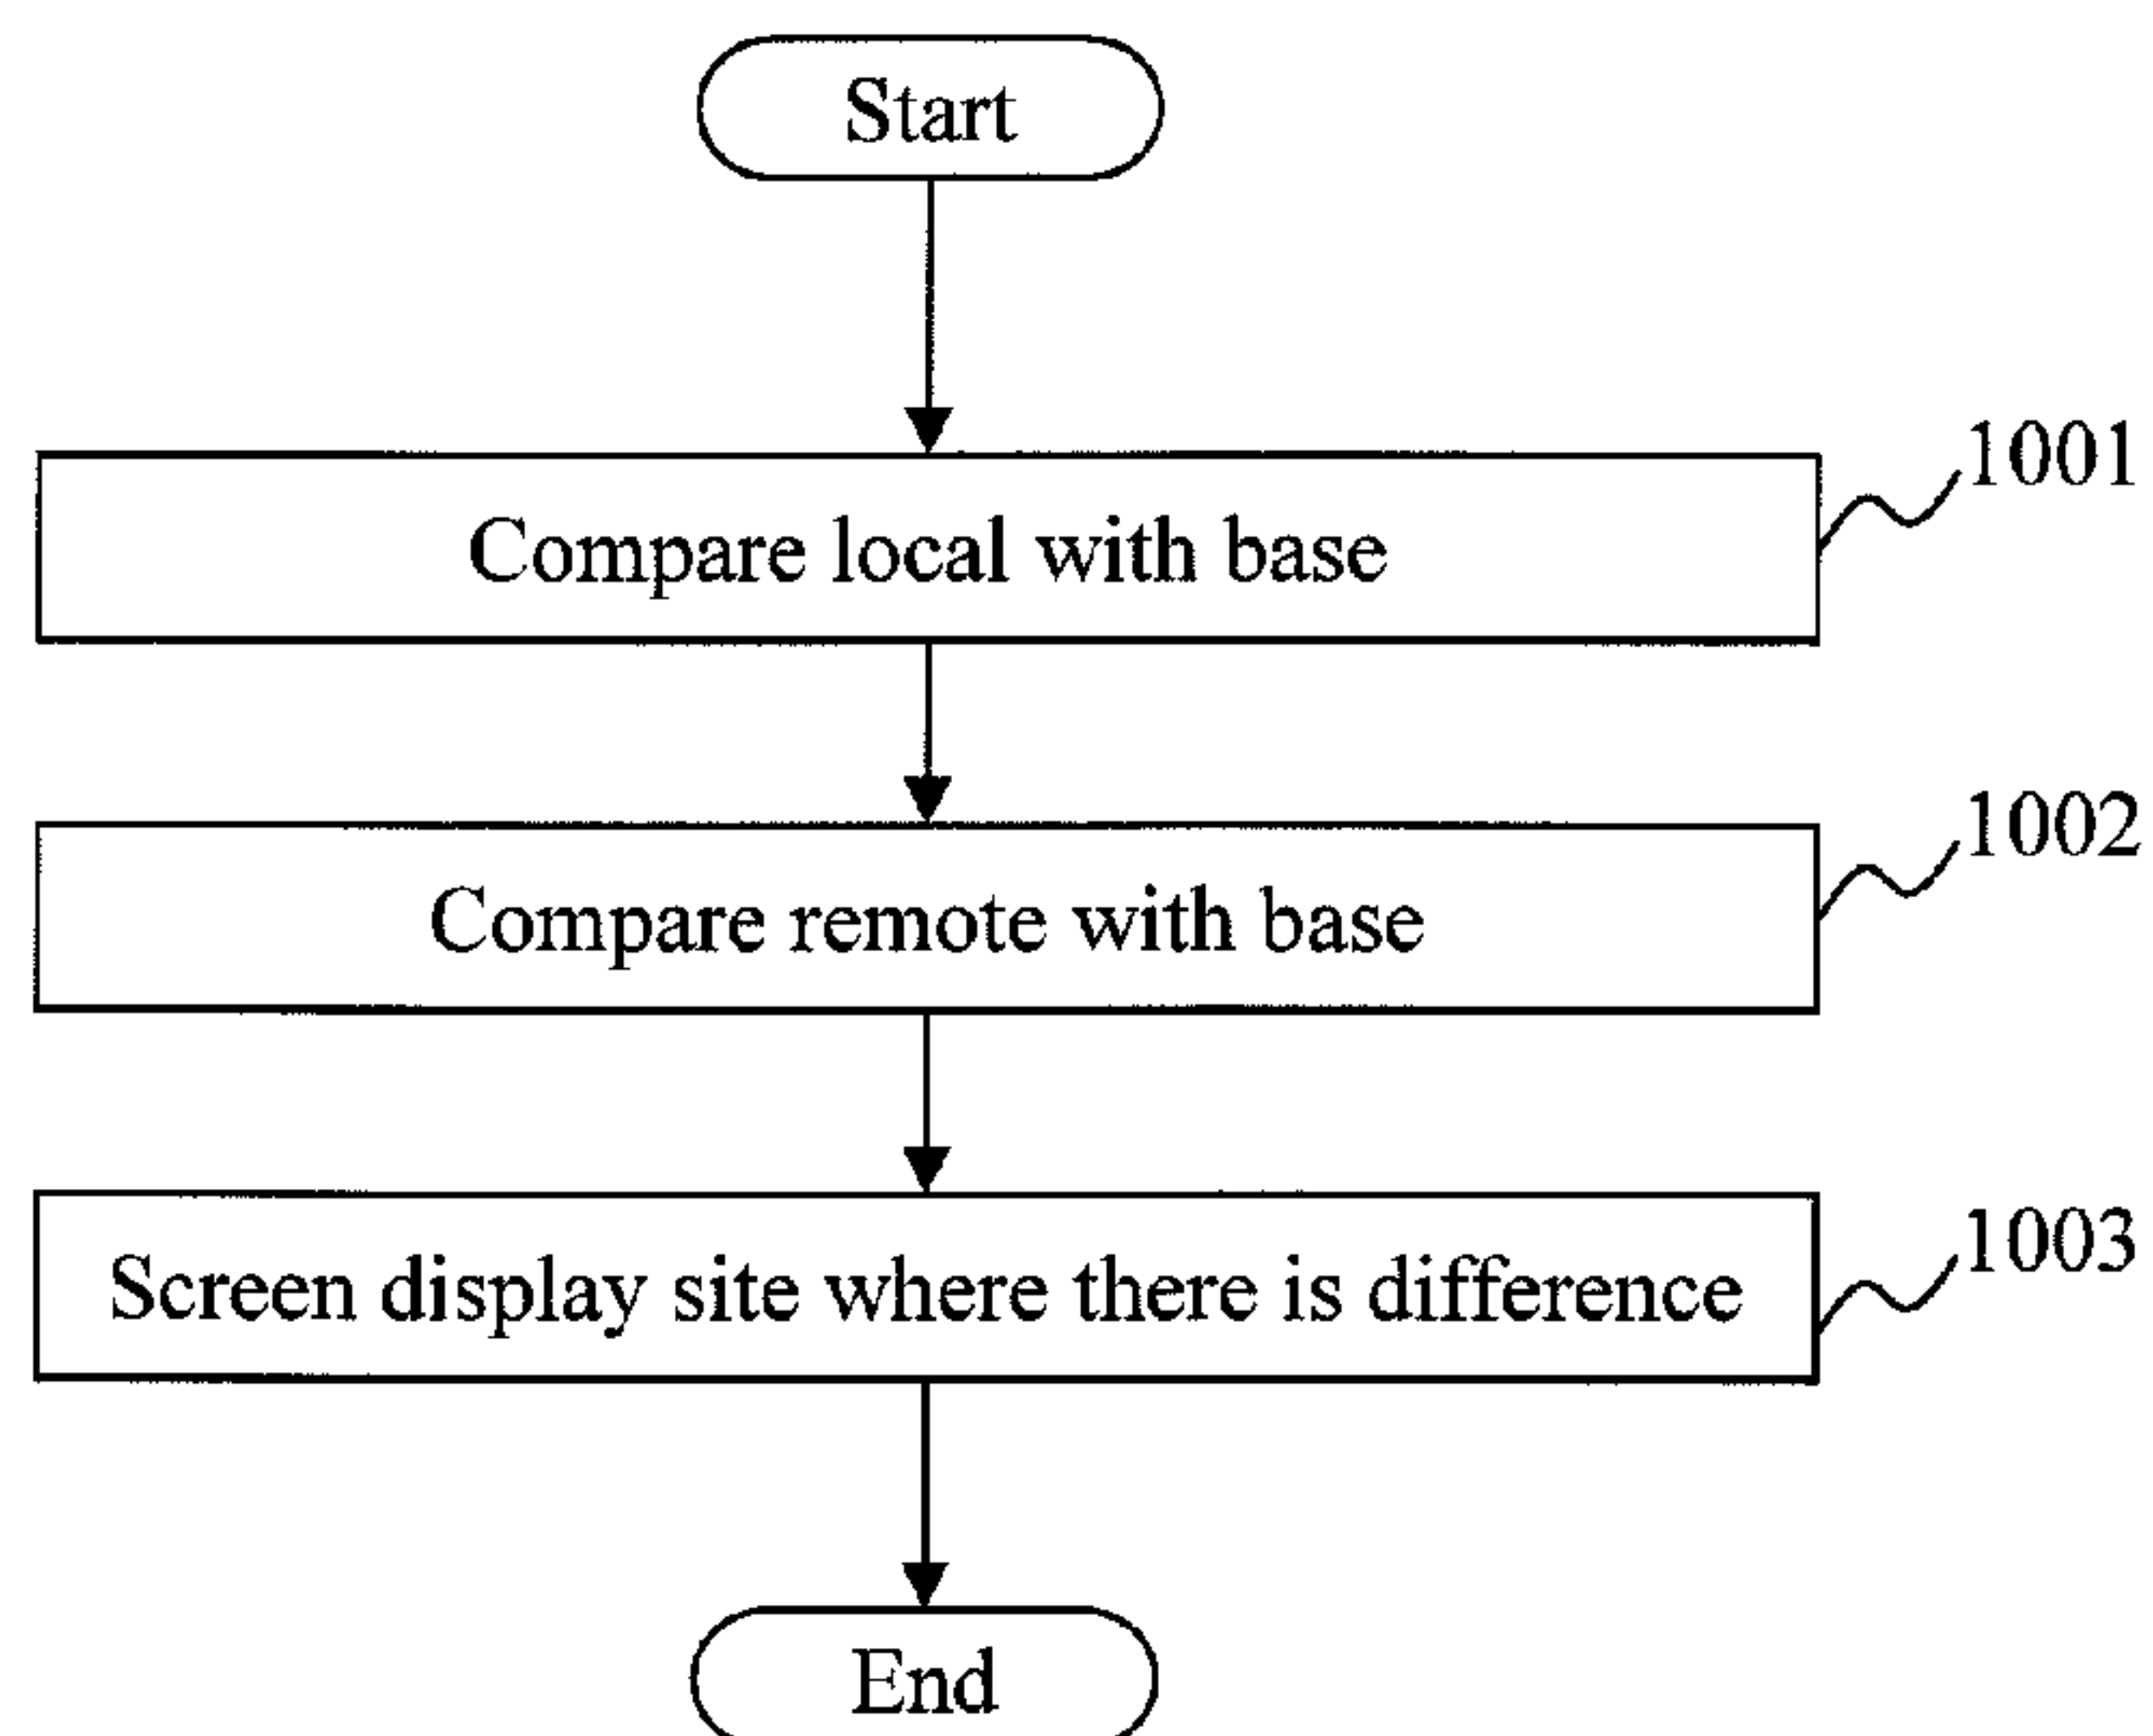 Start
1001
Compare local with base
1002
Compare remote with base
1003
Screen display site where there is difference
End